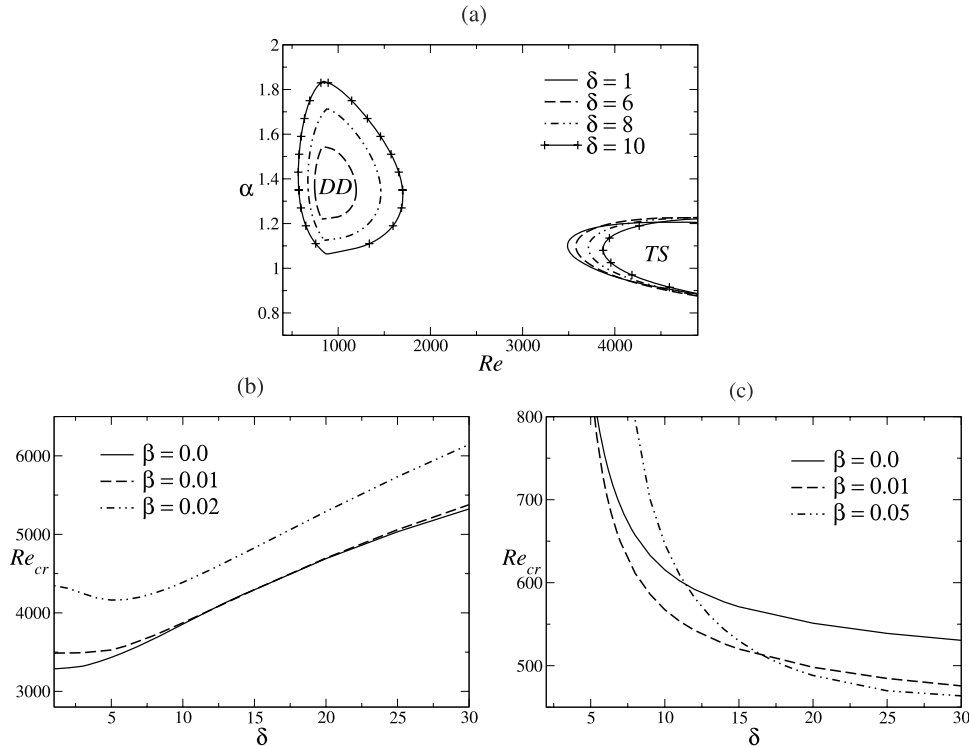 (a)
2
1.8
1.6
1.4
1.2
1
0.8
α
δ = 1
δ = 6
δ = 8
δ = 10
DD
TS
1000 2000 3000 4000
Re
(b)
6000
5000
4000
3000
Re_cr
β = 0.0
β = 0.01
β = 0.02
5 10 15 20 25 30
δ
(c)
800
700
600
500
Re_cr
β = 0.0
β = 0.01
β = 0.05
5 10 15 20 25 30
δ